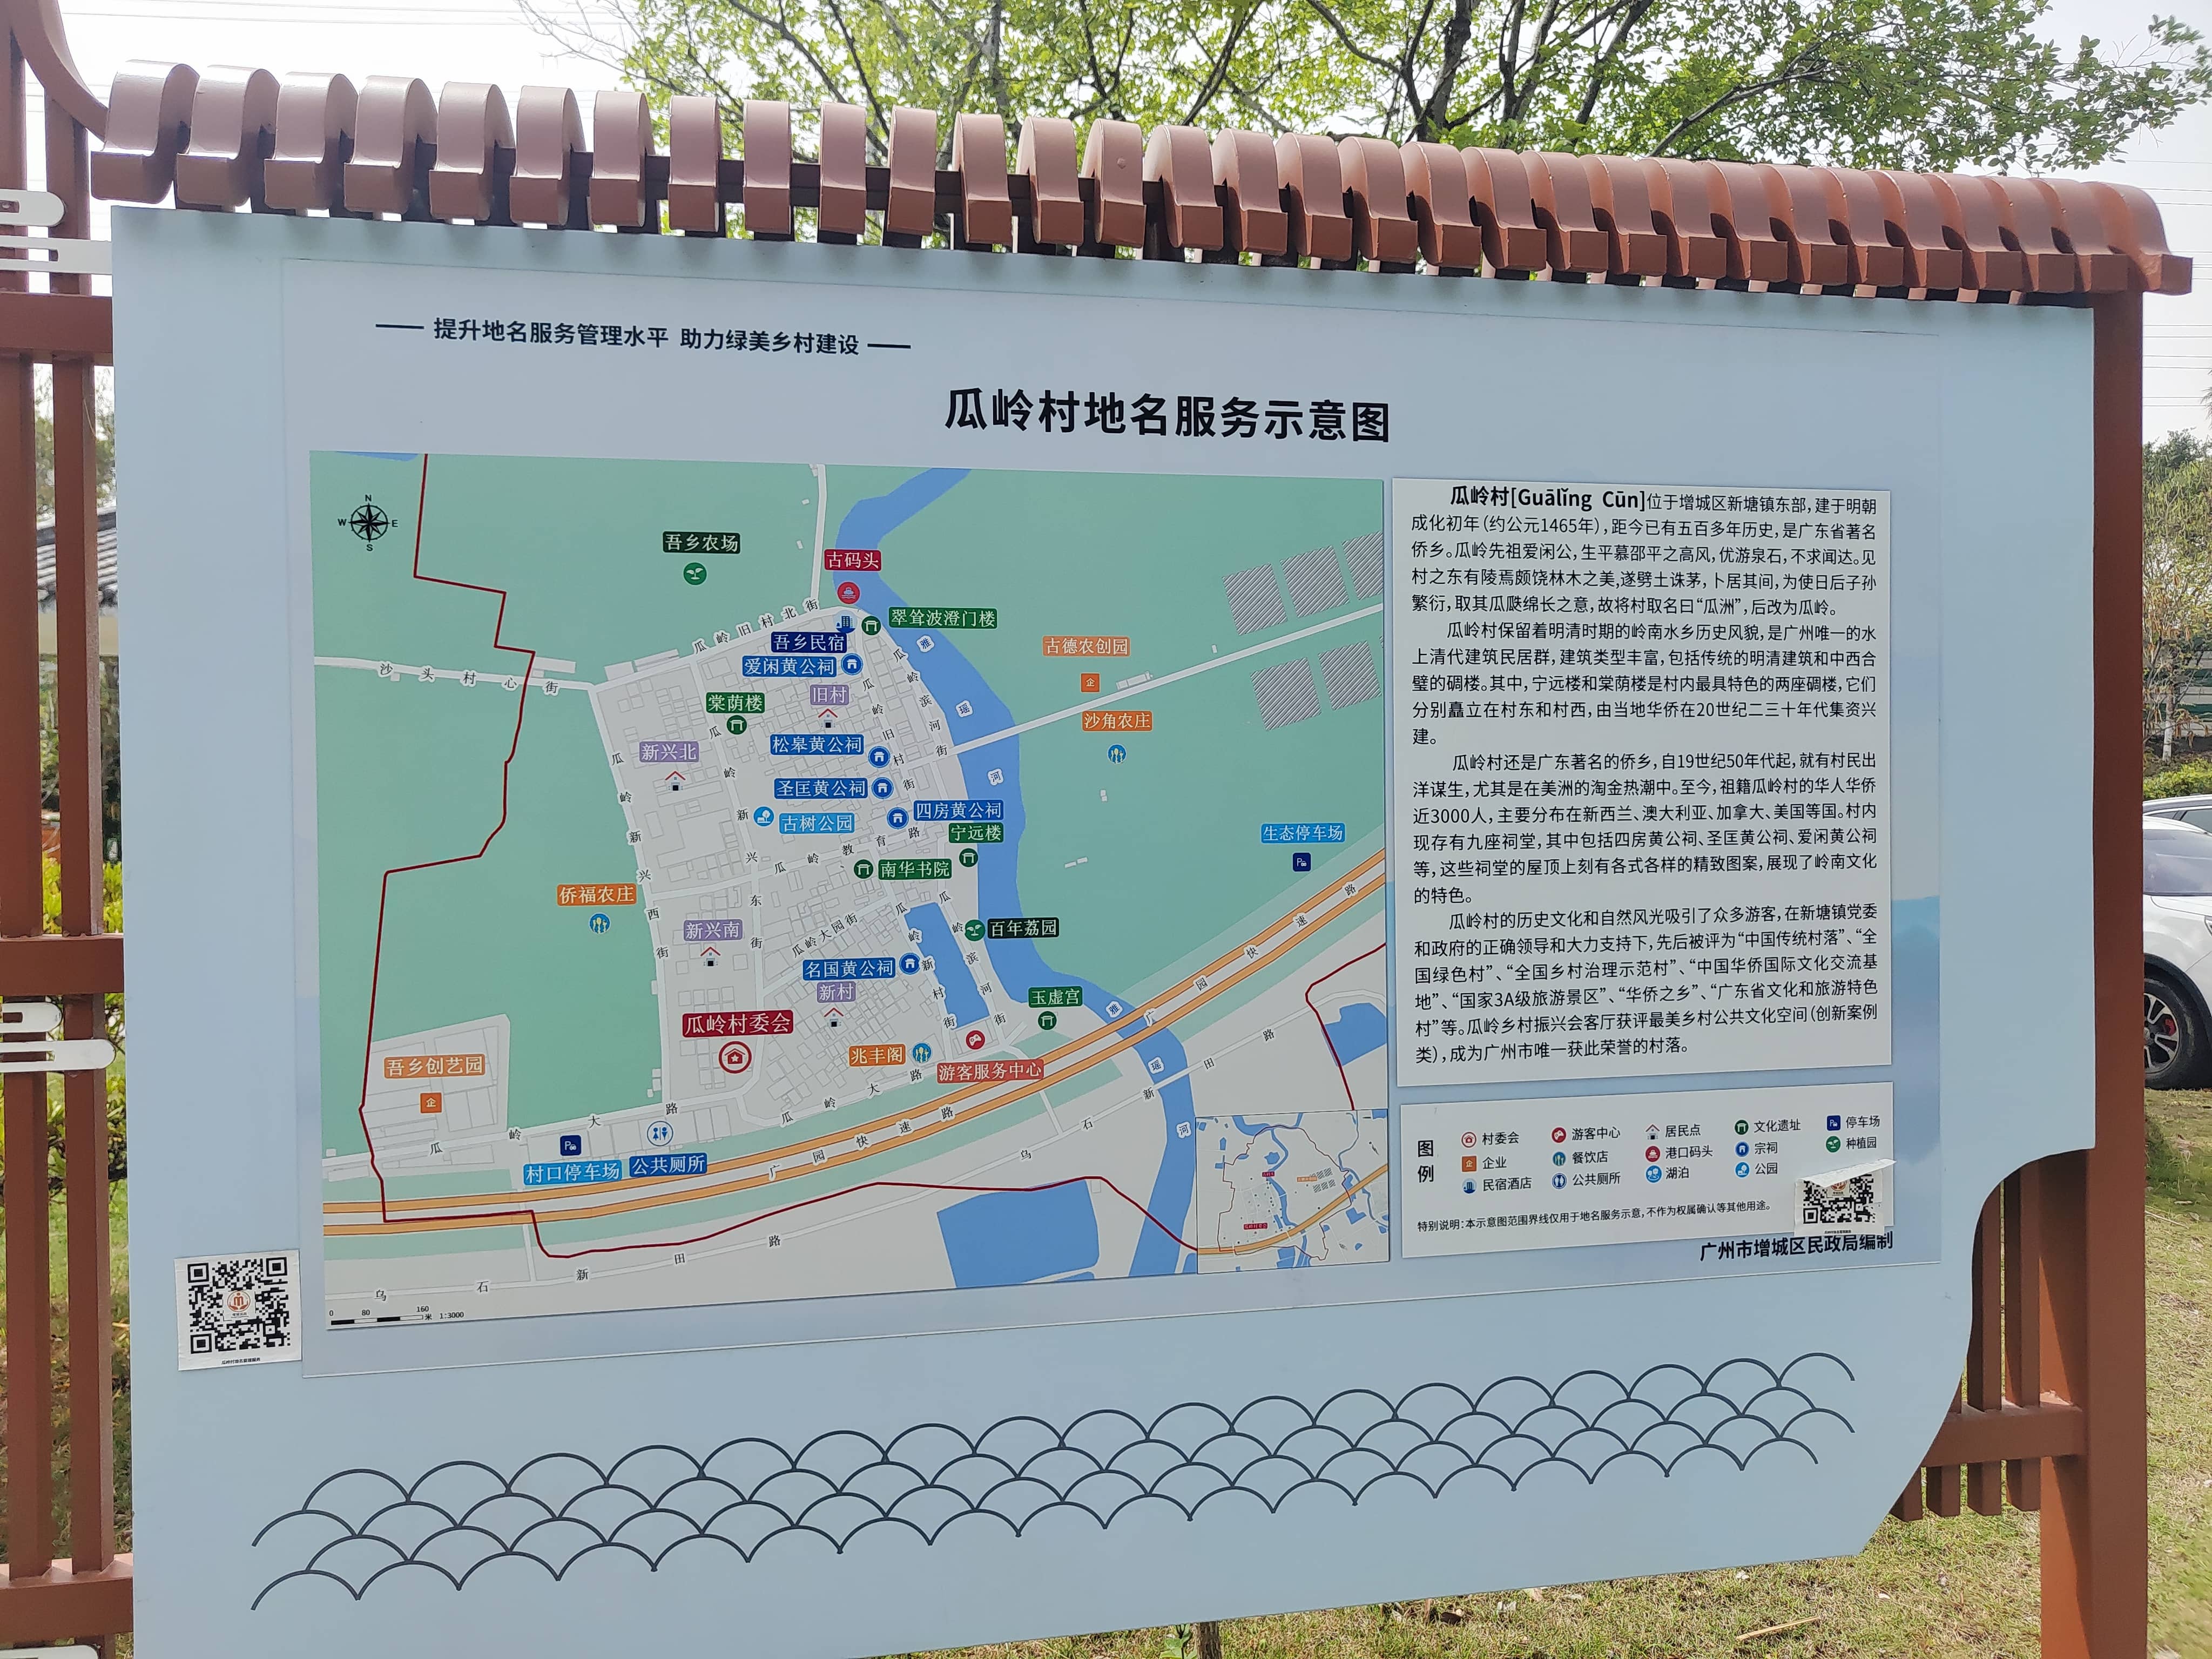 提升地名服务管理水平 助力绿美乡村建设
瓜岭村地名服务示意图
N
W
E
S
吾乡农场
古码头
翠耸波澄门楼
瓜岭旧村北街
吾乡民宿
爱闲黄公祠
沙头村心街
旧村
棠荫楼
古德农创园
沙角农庄
松皋黄公祠
新兴北
圣匡黄公祠
四房黄公祠
古树公园
宁远楼
生态停车场
南华书院
瓜岭教育路
瓜岭旧村街
瓜岭滨河街
雅瑶河
瓜岭新兴西街
瓜岭新兴东街
侨福农庄
新兴南
瓜岭大园街
百年荔园
名国黄公祠
新村
瓜岭新村街
瓜岭滨河街
玉虚宫
瓜岭村委会
兆丰阁
游客服务中心
吾乡创艺园
瓜岭大路
瓜岭大路
村口停车场
公共厕所
广园快速路
广园快速路
雅瑶河
乌石新田路
乌石新田路
0 80 160
米 1:3000
瓜岭村[Guālǐng Cūn]位于增城区新塘镇东部，建于明朝
成化初年（约公元1465年），距今已有五百多年历史，是广东省著名
侨乡。瓜岭先祖爱闲公，生平慕邵平之高风，优游泉石，不求闻达。见
村之东有陵焉颇饶林木之美，遂劈土诛茅，卜居其间，为使日后子孙
繁衍，取其瓜瓞绵长之意，故将村取名曰“瓜洲”，后改为瓜岭。
瓜岭村保留着明清时期的岭南水乡历史风貌，是广州唯一的水
上清代建筑民居群，建筑类型丰富，包括传统的明清建筑和中西合
璧的碉楼。其中，宁远楼和棠荫楼是村内最具特色的两座碉楼，它们
分别矗立在村东和村西，由当地华侨在20世纪二三十年代集资兴
建。
瓜岭村还是广东著名的侨乡，自19世纪50年代起，就有村民出
洋谋生，尤其是在美洲的淘金热潮中。至今，祖籍瓜岭村的华人华侨
近3000人，主要分布在新西兰、澳大利亚、加拿大、美国等国。村内
现存有九座祠堂，其中包括四房黄公祠、圣匡黄公祠、爱闲黄公祠
等，这些祠堂的屋顶上刻有各式各样的精致图案，展现了岭南文化
的特色。
瓜岭村的历史文化和自然风光吸引了众多游客，在新塘镇党委
和政府的正确领导和大力支持下，先后被评为“中国传统村落”、“全
国绿色村”、“全国乡村治理示范村”、“中国华侨国际文化交流基
地”、“国家3A级旅游景区”、“华侨之乡”、“广东省文化和旅游特色
村”等。瓜岭乡村振兴会客厅获评最美乡村公共文化空间（创新案例
类），成为广州市唯一获此荣誉的村落。
图例
村委会 游客中心 居民点 文化遗址 停车场
企业 餐饮店 港口码头 宗祠 种植园
民宿酒店 公共厕所 湖泊 公园
特别说明：本示意图范围界线仅用于地名服务示意，不作为权属确认等其他用途。
广州市增城区民政局编制